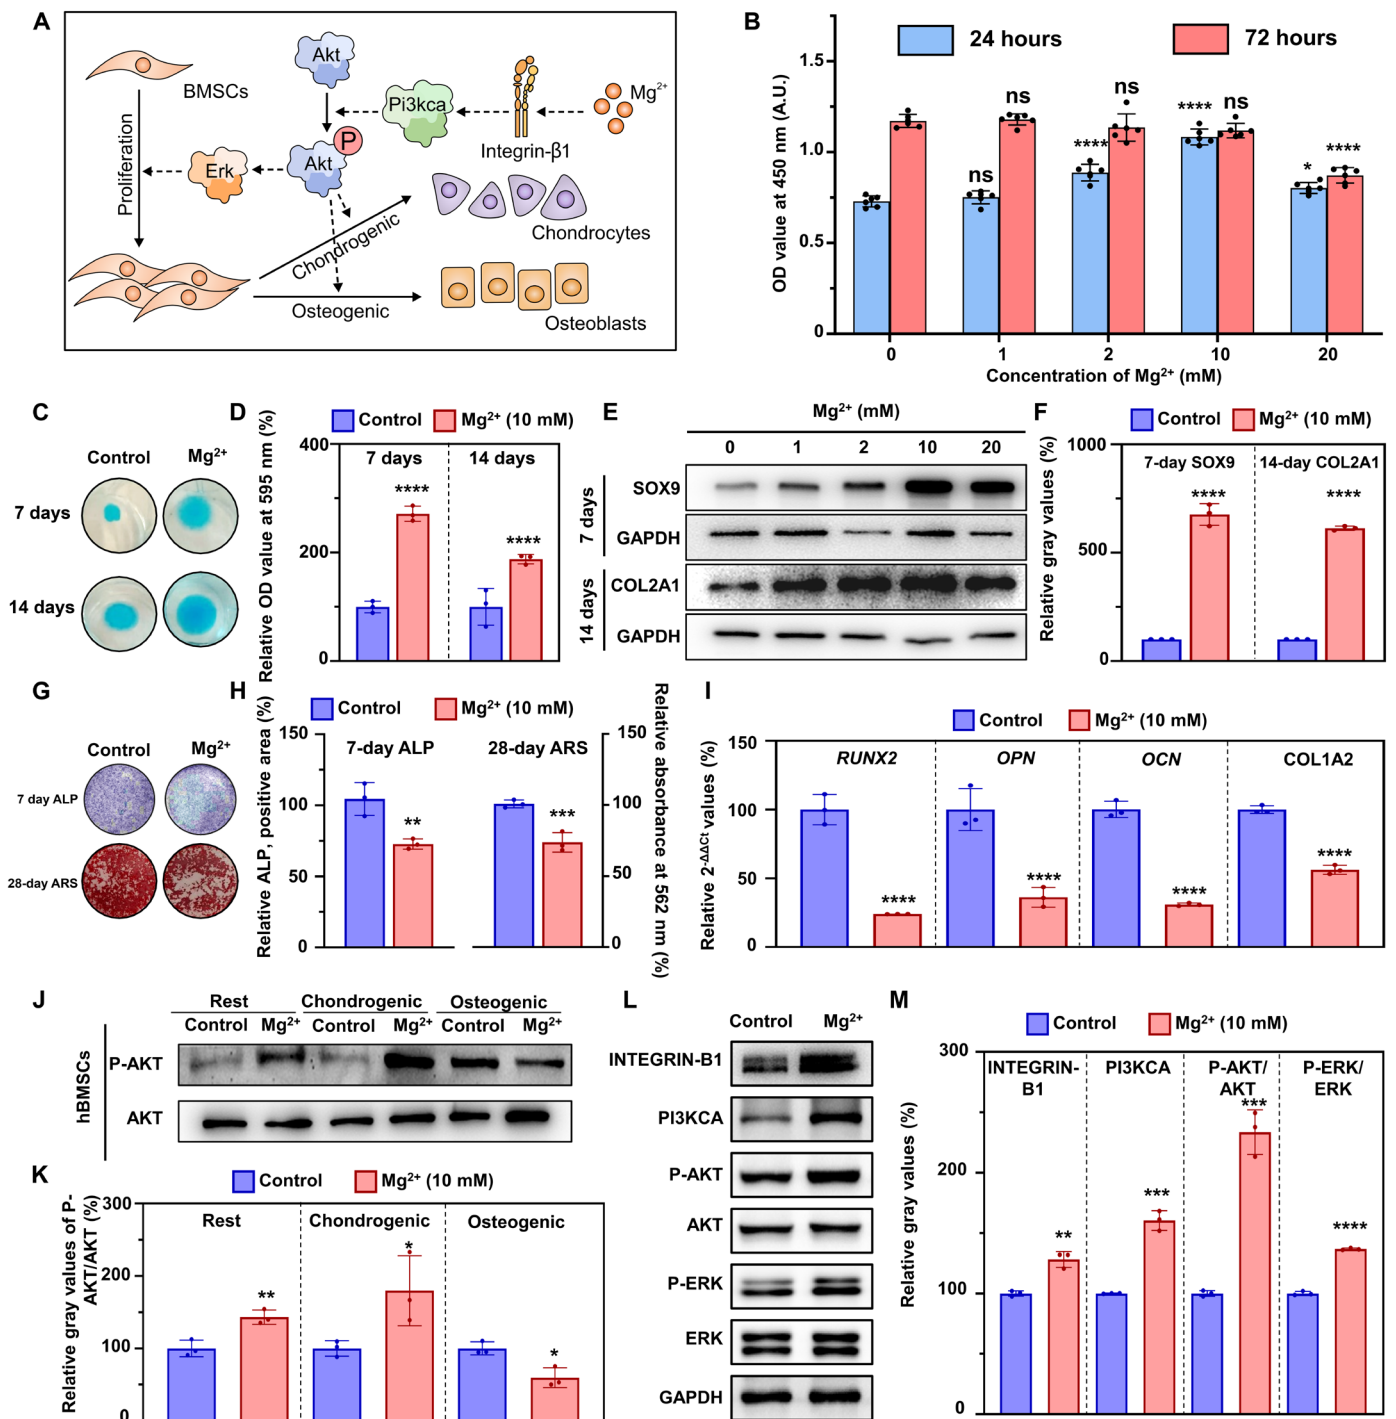 A
Akt
BMSCs
Pi3kca
Mg²⁺
P
Integrin-β1
Proliferation
Erk
Akt
Chondrogenic
Chondrocytes
Osteogenic
Osteoblasts
B
24 hours
72 hours
OD value at 450 nm (A.U.)
1.5
1.0
0.5
0
ns
ns
****
ns
****
ns
*
****
0 1 2 10 20
Concentration of Mg²⁺ (mM)
C
Control Mg²⁺
7 days
14 days
D
Control Mg²⁺ (10 mM)
Relative OD value at 595 nm (%)
400
200
0
7 days 14 days
****
****
E
Mg²⁺ (mM)
0 1 2 10 20
7 days
SOX9
GAPDH
14 days
COL2A1
GAPDH
F
Control Mg²⁺ (10 mM)
Relative gray values (%)
1000
500
0
7-day SOX9 14-day COL2A1
**** ****
G
Control Mg²⁺
7 day ALP
28-day ARS
H
Control Mg²⁺ (10 mM)
Relative ALP, positive area (%)
150
100
50
0
7-day ALP 28-day ARS
**
***
150
100
50
0
Relative absorbance at 562 nm (%)
I
Control Mg²⁺ (10 mM)
Relative 2⁻ΔΔCt values (%)
150
100
50
0
RUNX2 OPN OCN COL1A2
**** **** **** ****
J
Rest Chondrogenic Osteogenic
Control Mg²⁺ Control Mg²⁺ Control Mg²⁺
hBMSCs
P-AKT
AKT
K
Control Mg²⁺ (10 mM)
Relative gray values of P-
AKT/AKT (%)
300
200
100
0
Rest Chondrogenic Osteogenic
** * *
L
Control Mg²⁺
INTEGRIN-B1
PI3KCA
P-AKT
AKT
P-ERK
ERK
GAPDH
M
Control Mg²⁺ (10 mM)
Relative gray values (%)
300
200
100
0
INTEGRIN-
B1
PI3KCA
P-AKT/
AKT
P-ERK/
ERK
**
***
***
****